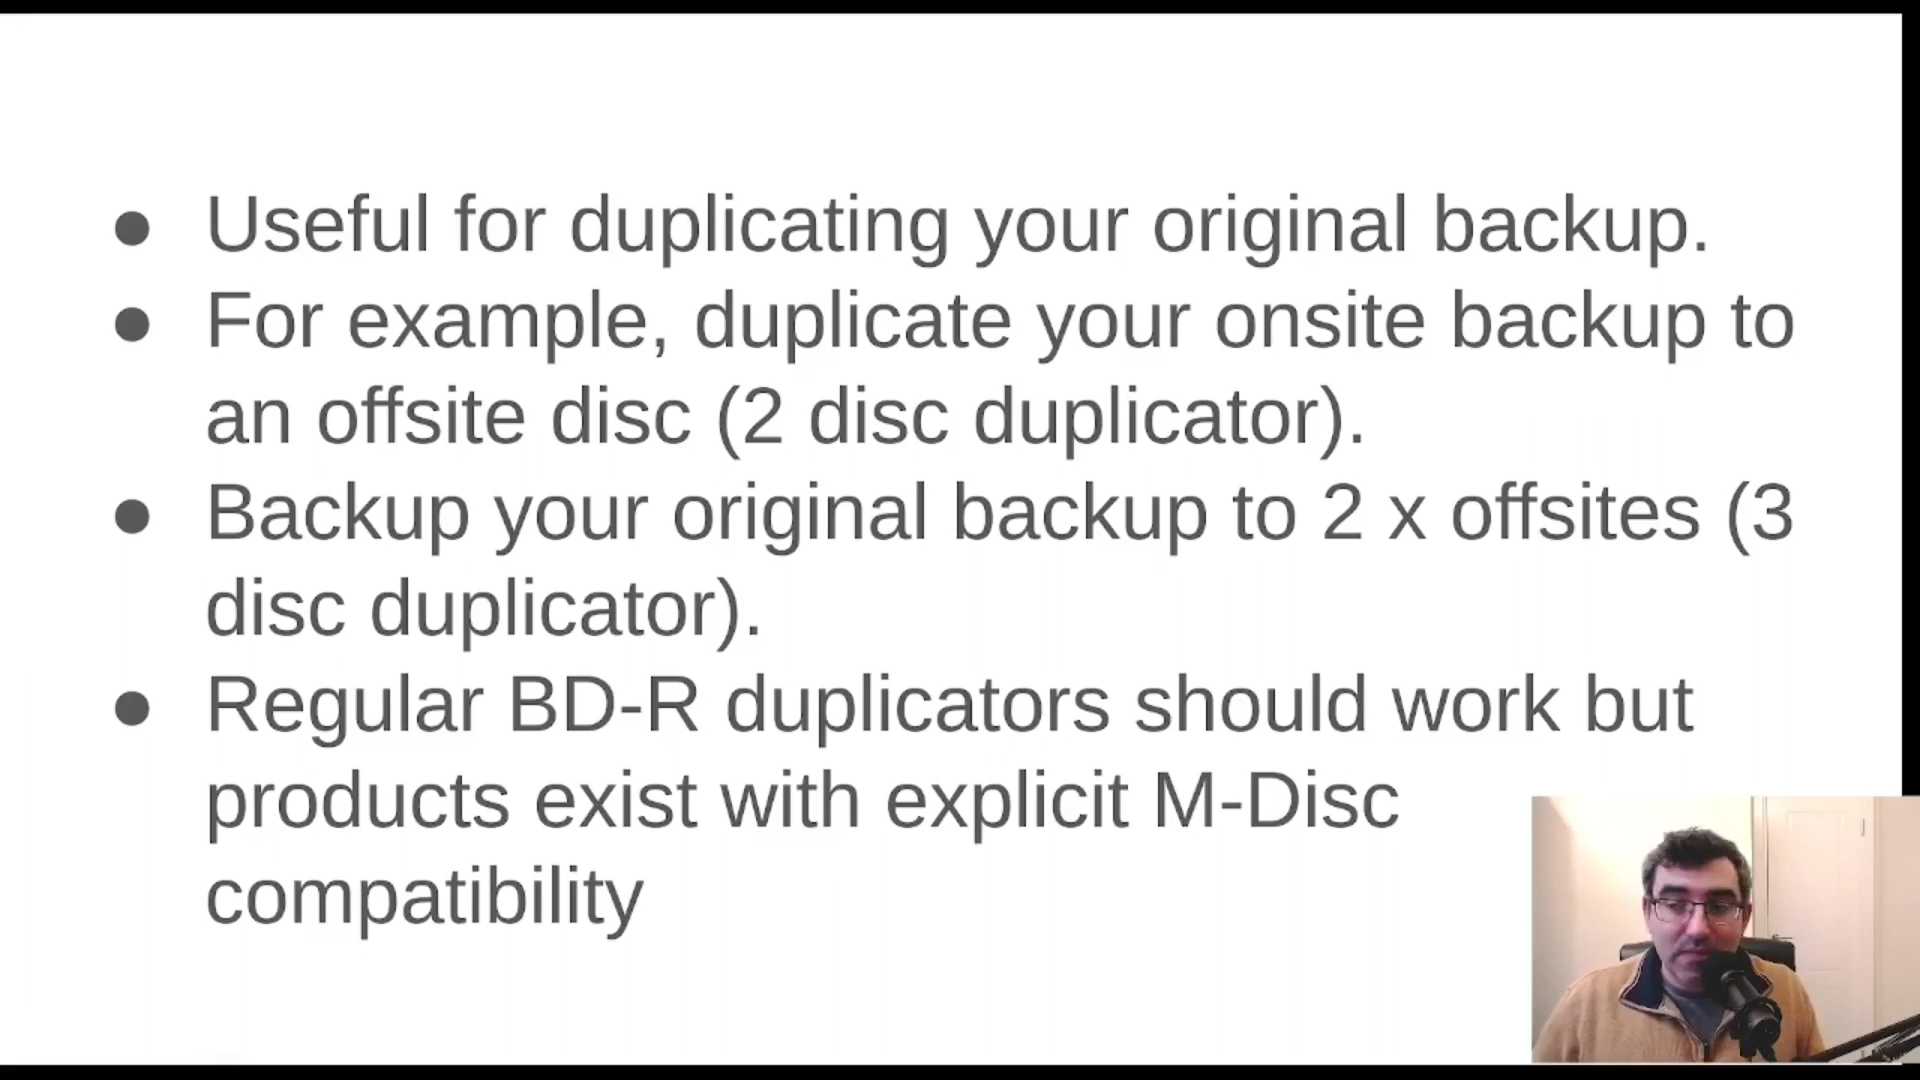 ● Useful for duplicating your original backup.
● For example, duplicate your onsite backup to
an offsite disc (2 disc duplicator).
● Backup your original backup to 2 x offsites (3
disc duplicator).
● Regular BD-R duplicators should work but
products exist with explicit M-Disc
compatibility